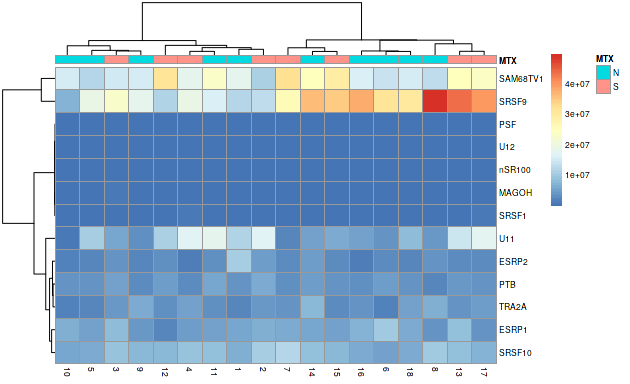 MTX
SAM68TV1
SRSF9
PSF
U12
nSR100
MAGOH
SRSF1
U11
ESRP2
PTB
TRA2A
ESRP1
SRSF10
10 5 3 9 12 4 11 1 2 7 14 15 16 6 18 8 13 17
4e+07
3e+07
2e+07
1e+07
MTX
N
S